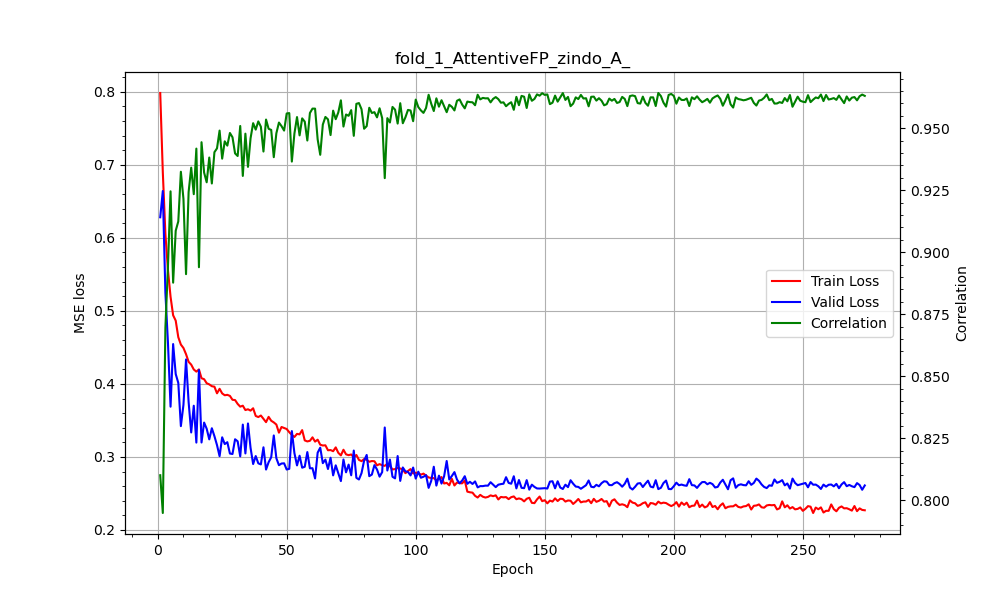 fold_1_AttentiveFP_zindo_A_
0.8
0.7
0.6
0.5
0.4
0.3
0.2
MSE loss
0.950
0.925
0.900
0.875
0.850
0.825
0.800
Correlation
Train Loss
Valid Loss
Correlation
0 50 100 150 200 250
Epoch